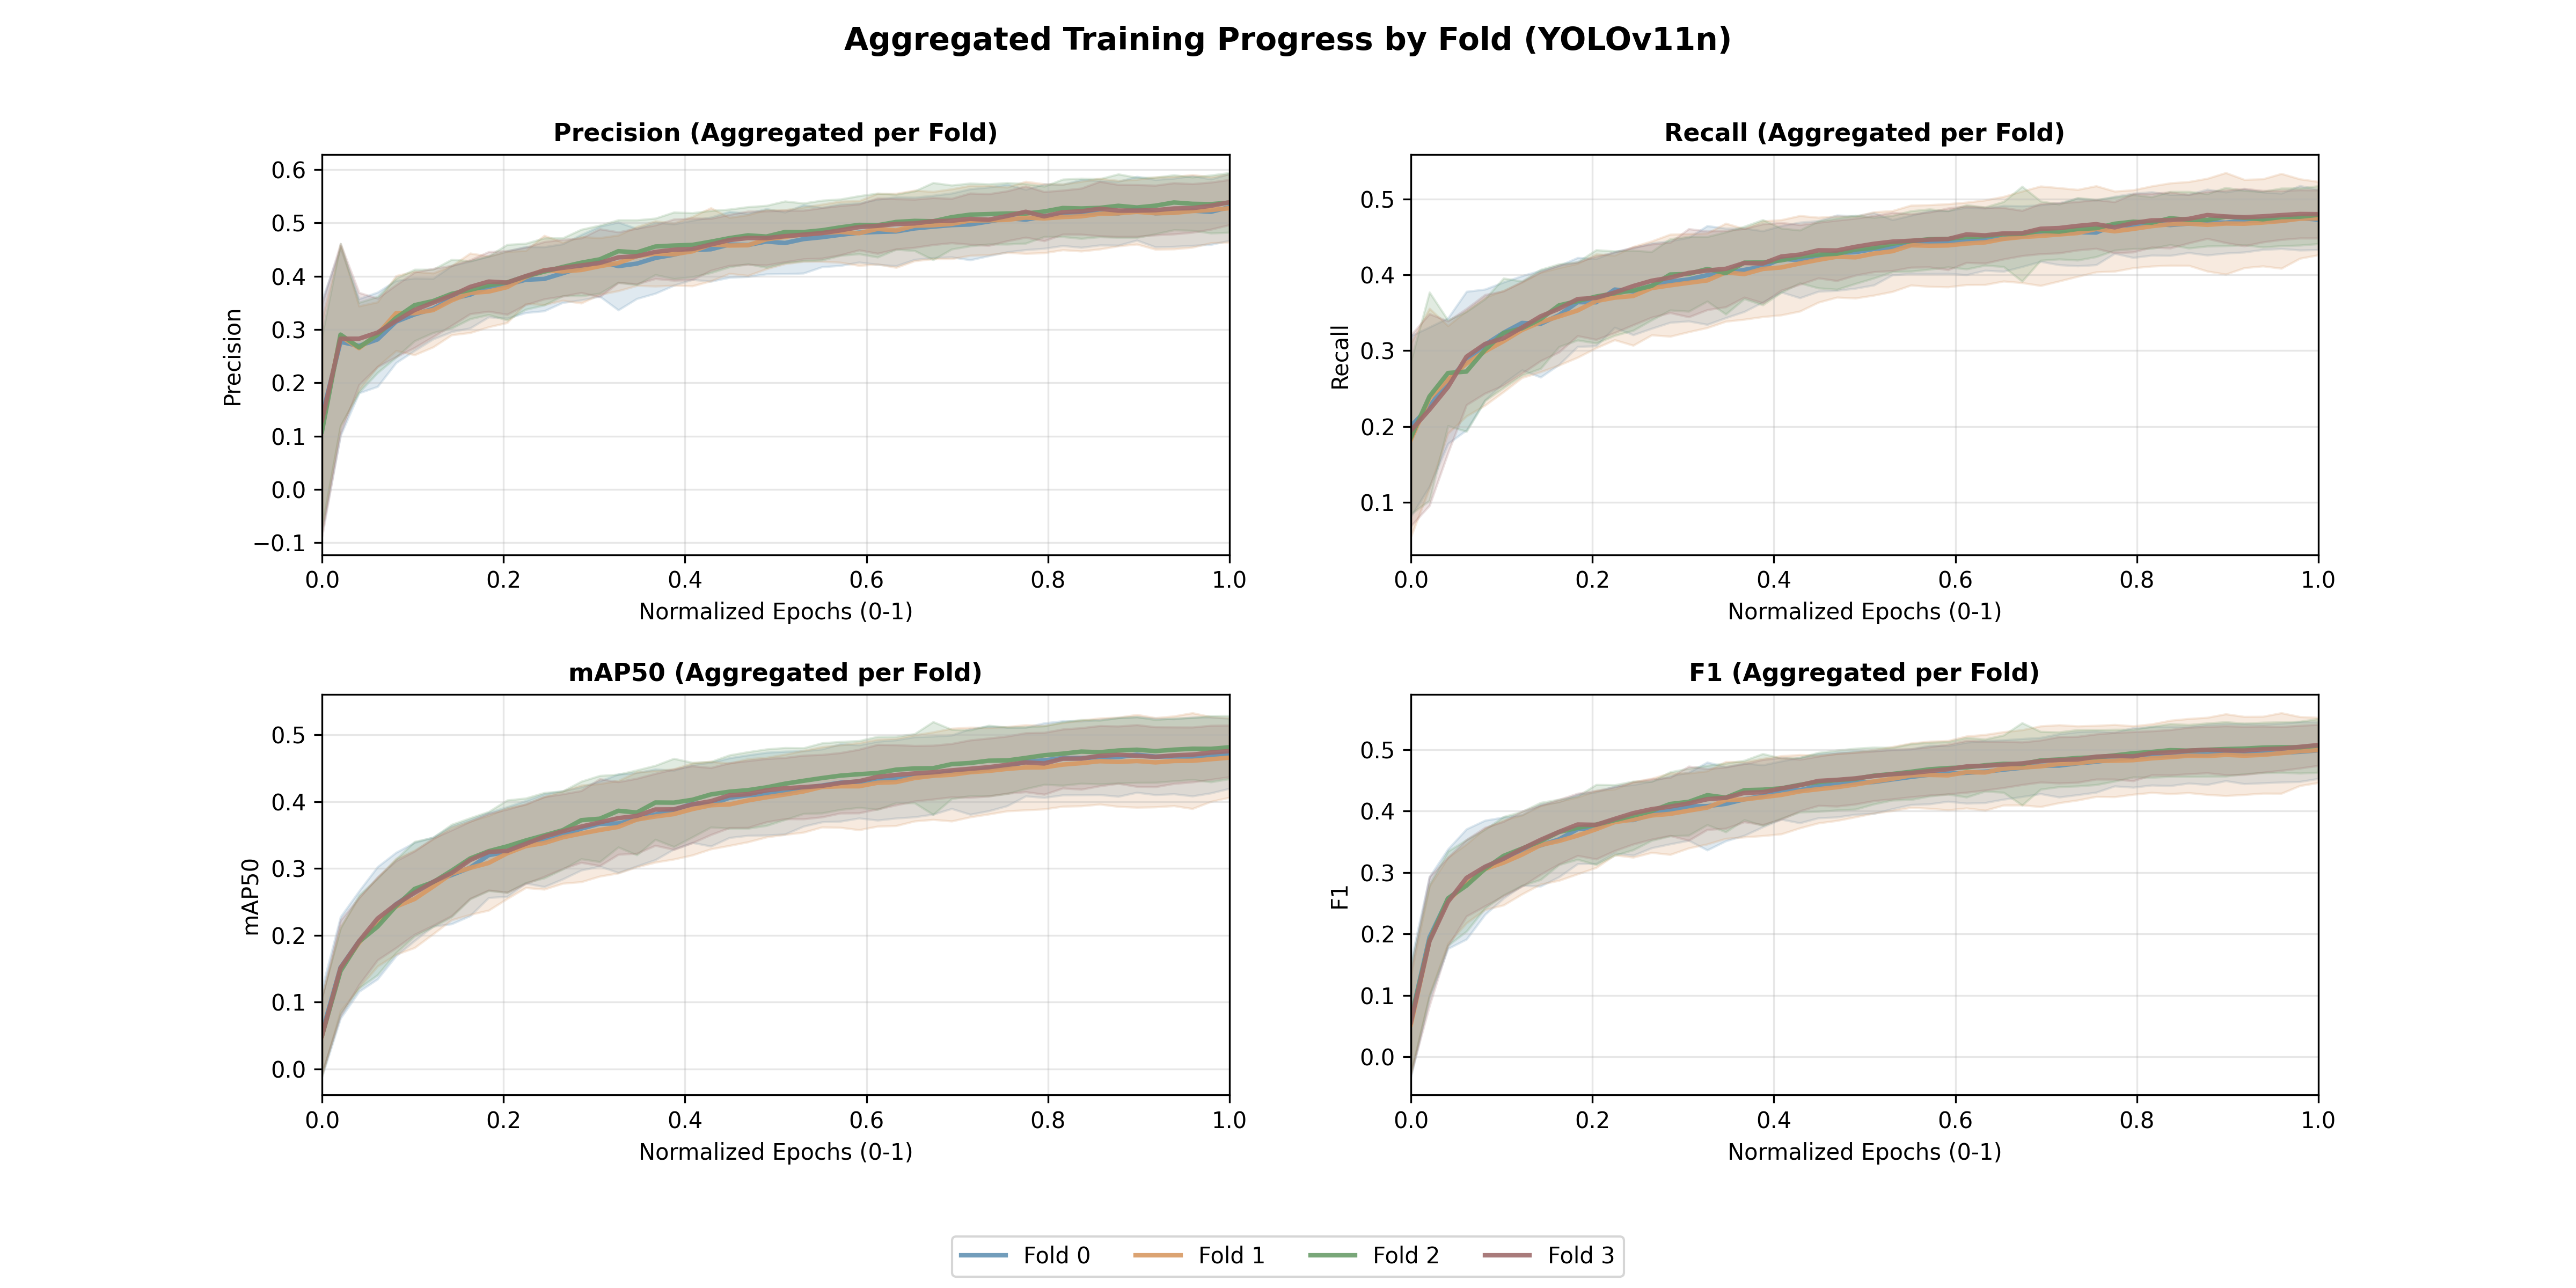 Aggregated Training Progress by Fold (YOLOv11n)
Precision (Aggregated per Fold)
0.6
0.5
0.4
0.3
0.2
0.1
0.0
−0.1
Precision
0.0 0.2 0.4 0.6 0.8 1.0
Normalized Epochs (0-1)
Recall (Aggregated per Fold)
0.5
0.4
0.3
0.2
0.1
Recall
0.0 0.2 0.4 0.6 0.8 1.0
Normalized Epochs (0-1)
mAP50 (Aggregated per Fold)
0.5
0.4
0.3
0.2
0.1
0.0
mAP50
0.0 0.2 0.4 0.6 0.8 1.0
Normalized Epochs (0-1)
F1 (Aggregated per Fold)
0.5
0.4
0.3
0.2
0.1
0.0
F1
0.0 0.2 0.4 0.6 0.8 1.0
Normalized Epochs (0-1)
Fold 0 Fold 1 Fold 2 Fold 3